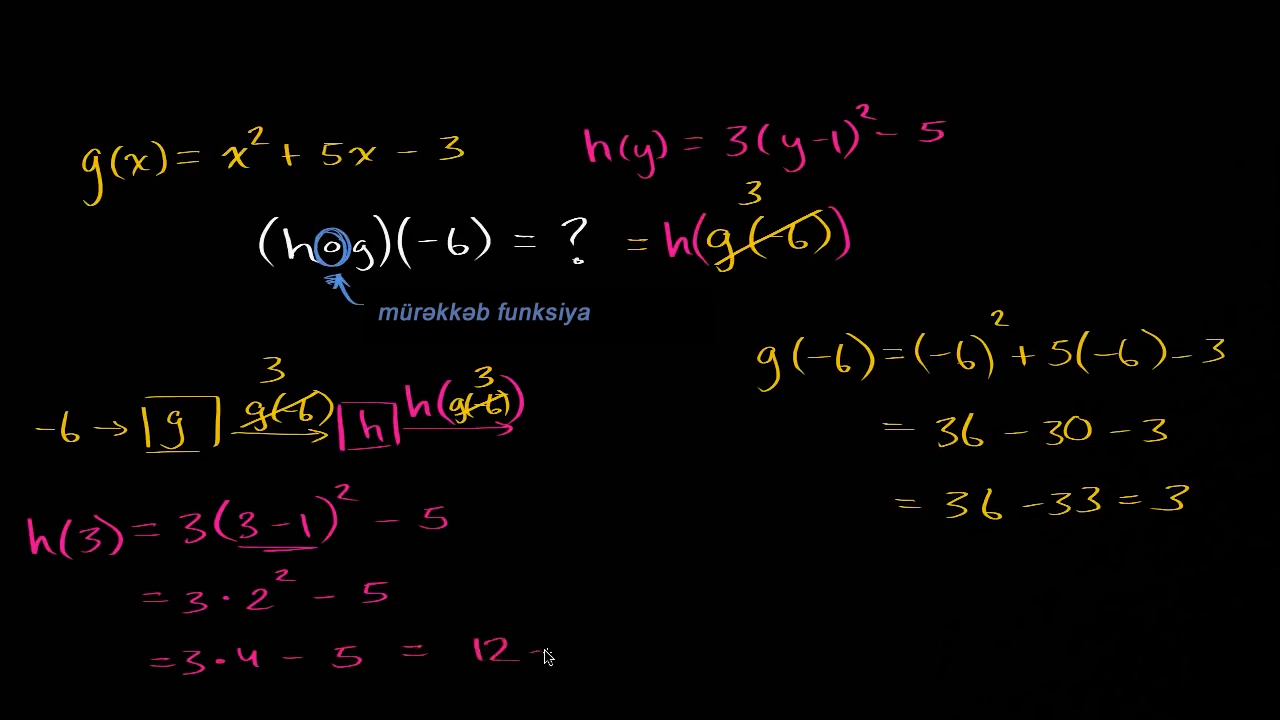 g(x) = x² + 5x - 3
h(y) = 3(y-1)² - 5
(h∘g)(-6) = ? = h(g(-6))
3
mürəkkəb funksiya
g(-6) = (-6)² + 5(-6) - 3
= 36 - 30 - 3
= 36 - 33 = 3
3
3
-6 → g g(-6) h h(g(-6))
h(3) = 3(3-1)² - 5
= 3·2² - 5
= 3·4 - 5 = 12 -